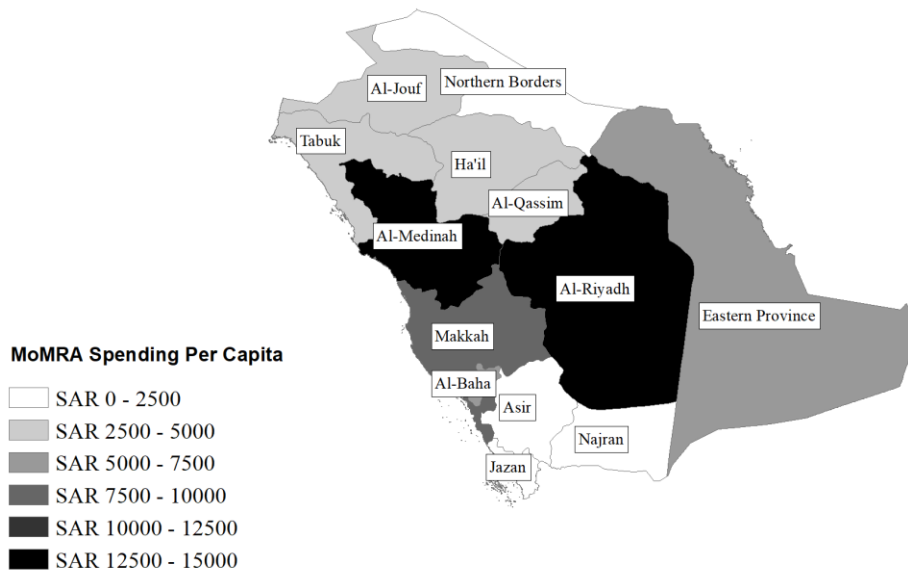 Northern Borders
Al-Jouf
Tabuk
Ha'il
Al-Qassim
Al-Medinah
Al-Riyadh
Eastern Province
Makkah
Al-Baha
Asir
Najran
Jazan
MoMRA Spending Per Capita
SAR 0 - 2500
SAR 2500 - 5000
SAR 5000 - 7500
SAR 7500 - 10000
SAR 10000 - 12500
SAR 12500 - 15000